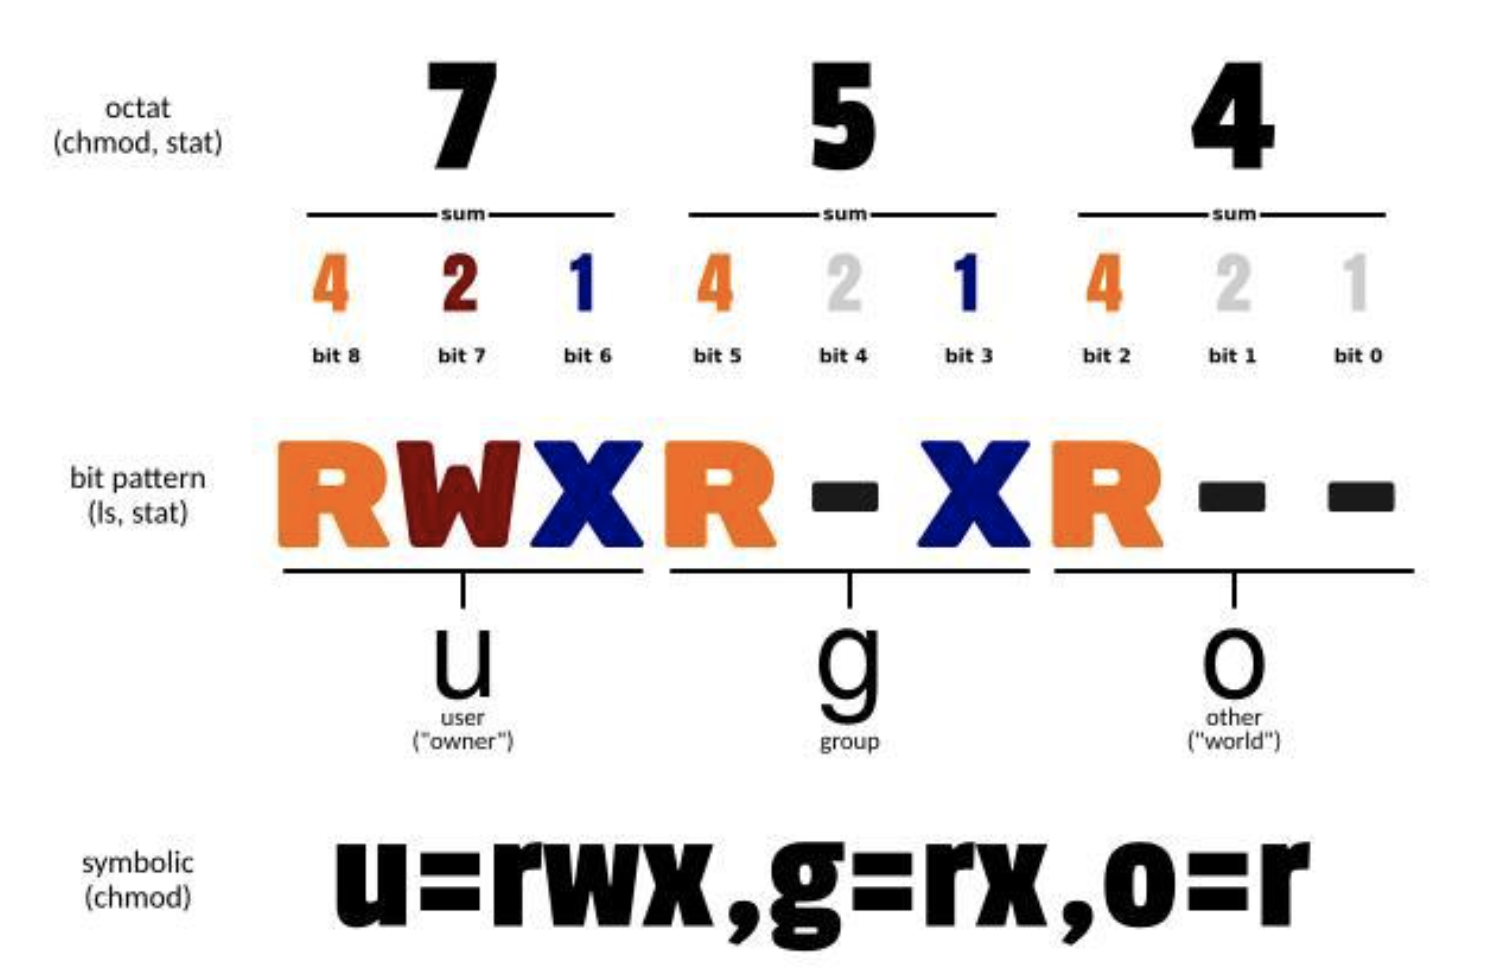 octat
(chmod, stat)
7 5 4
sum sum sum
4 2 1 4 2 1 4 2 1
bit 8 bit 7 bit 6 bit 5 bit 4 bit 3 bit 2 bit 1 bit 0
bit pattern
(ls, stat)
RWXR-XR--
u g o
user group other
("owner") ("world")
symbolic
(chmod)
u=rwx,g=rx,o=r